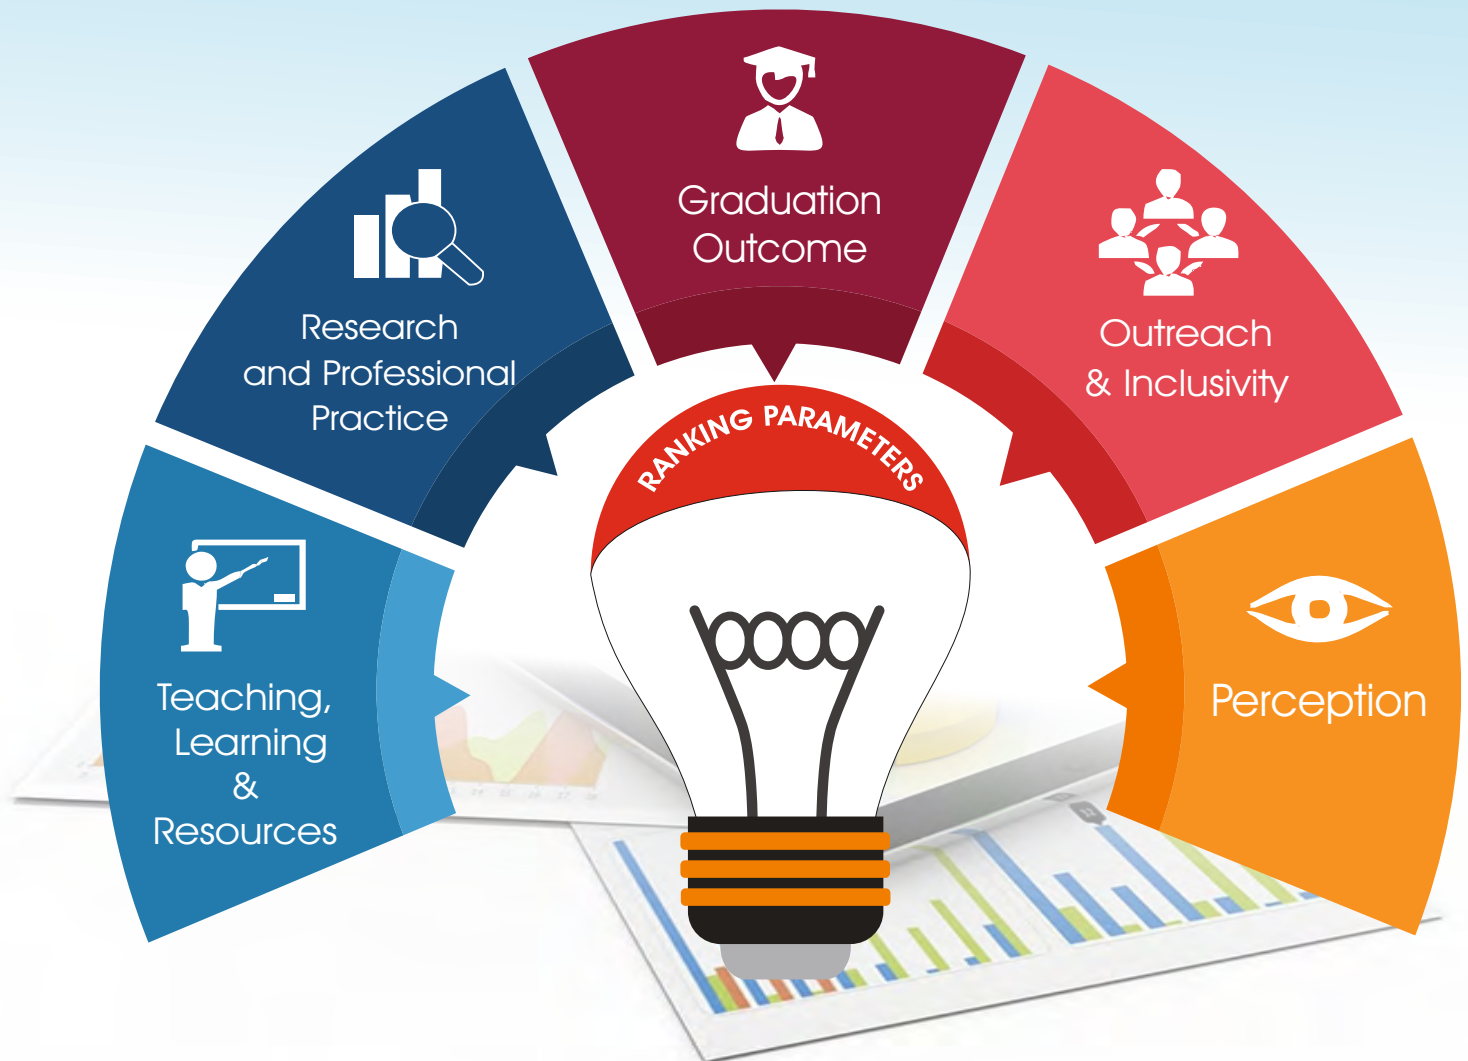 Graduation
Outcome
Research
and Professional
Practice
Outreach
& Inclusivity
RANKING PARAMETERS
Teaching,
Learning
&
Resources
Perception